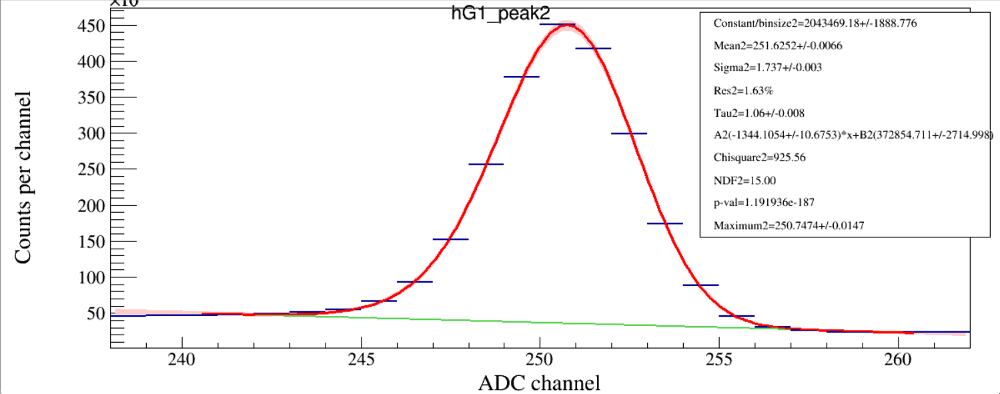 hG1_peak2
450
400
350
300
250
200
150
100
50
Counts per channel
240
245
250
255
260
ADC channel
Constant/binsize2=2043469.18+/-1888.776
Mean2=251.6252+/-0.0066
Sigma2=1.737+/-0.003
Res2=1.63%
Tau2=1.06+/-0.008
A2(-1344.1054+/-10.6753)*x+B2(372854.711+/-2714.998)
Chisquare2=925.56
NDF2=15.00
p-val=1.191936e-187
Maximum2=250.7474+/-0.0147